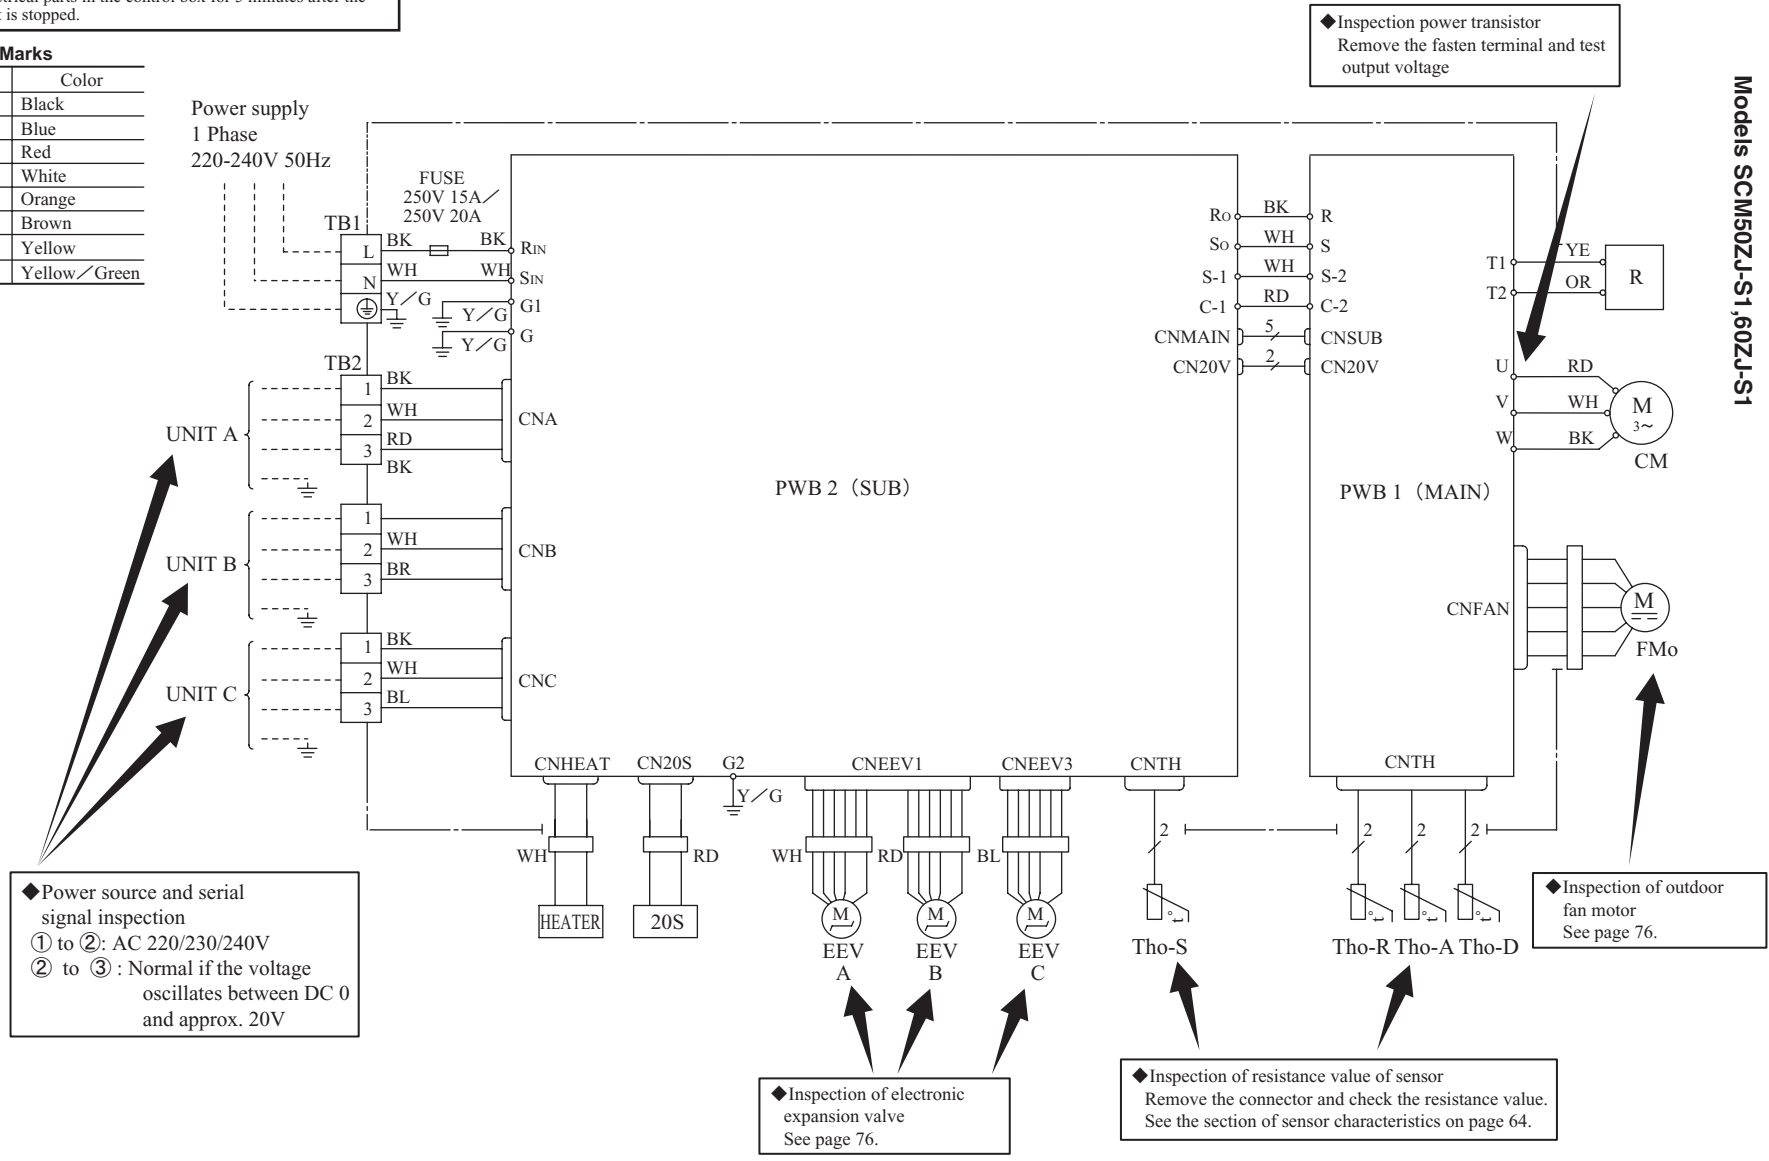 trical parts in the control box for 3 minutes after the
t is stopped.
Marks
Color
Black
Blue
Red
White
Orange
Brown
Yellow
Yellow／Green
Power supply
1 Phase
220-240V 50Hz
FUSE
250V 15A／
250V 20A
TB1
L
BK
BK
RIN
N
WH
WH
SIN
Y／G
Y／G
G1
Y／G
G
TB2
UNIT A
1
BK
2
WH
3
RD
BK
CNA
UNIT B
1
2
WH
3
BR
CNB
UNIT C
1
BK
2
WH
3
BL
CNC
PWB 2（SUB）
RO
BK
R
SO
WH
S
S-1
WH
S-2
C-1
RD
C-2
CNMAIN
5
CNSUB
CN20V
2
CN20V
PWB 1（MAIN）
T1
YE
T2
OR
R
U
RD
V
WH
W
BK
M
3～
CM
CNFAN
M
FMo
CNHEAT
CN20S
G2
Y／G
CNEEV1
CNEEV3
CNTH
CNTH
WH
HEATER
RD
20S
WH
M
EEV
A
RD
M
EEV
B
BL
M
EEV
C
2
t°
Tho-S
2
2
2
t°
t°
t°
Tho-R Tho-A Tho-D
◆Inspection power transistor
Remove the fasten terminal and test
output voltage
Models SCM50ZJ-S1,60ZJ-S1
◆Power source and serial
signal inspection
① to ②: AC 220/230/240V
② to ③ : Normal if the voltage
oscillates between DC 0
and approx. 20V
◆Inspection of electronic
expansion valve
See page 76.
◆Inspection of resistance value of sensor
Remove the connector and check the resistance value.
See the section of sensor characteristics on page 64.
◆Inspection of outdoor
fan motor
See page 76.